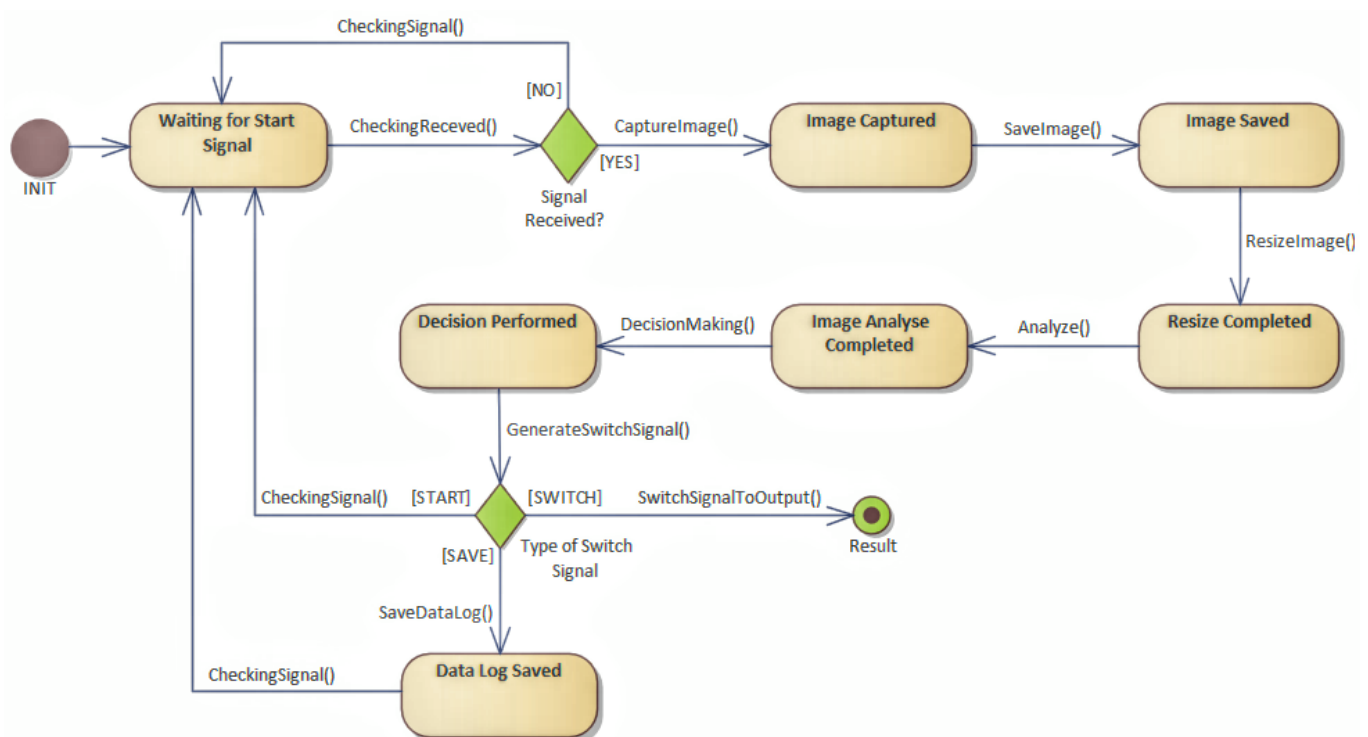 CheckingSignal()
[NO]
Waiting for Start
Signal
CheckingReceved()
CaptureImage()
Image Captured
SaveImage()
Image Saved
[YES]
INIT
Signal
Received?
ResizeImage()
Decision Performed
DecisionMaking()
Image Analyse
Completed
Analyze()
Resize Completed
GenerateSwitchSignal()
CheckingSignal()
[START]
[SWITCH]
SwitchSignalToOutput()
Result
[SAVE]
Type of Switch
Signal
SaveDataLog()
CheckingSignal()
Data Log Saved